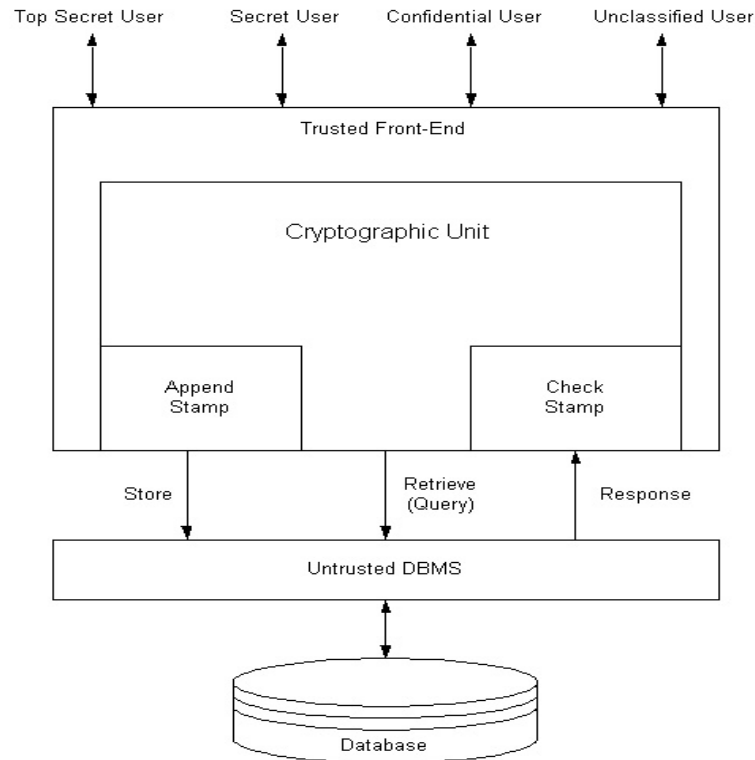 Top Secret User
Secret User
Confidential User
Unclassified User
Trusted Front-End
Cryptographic Unit
Append
Stamp
Check
Stamp
Store
Retrieve
(Query)
Response
Untrusted DBMS
Database